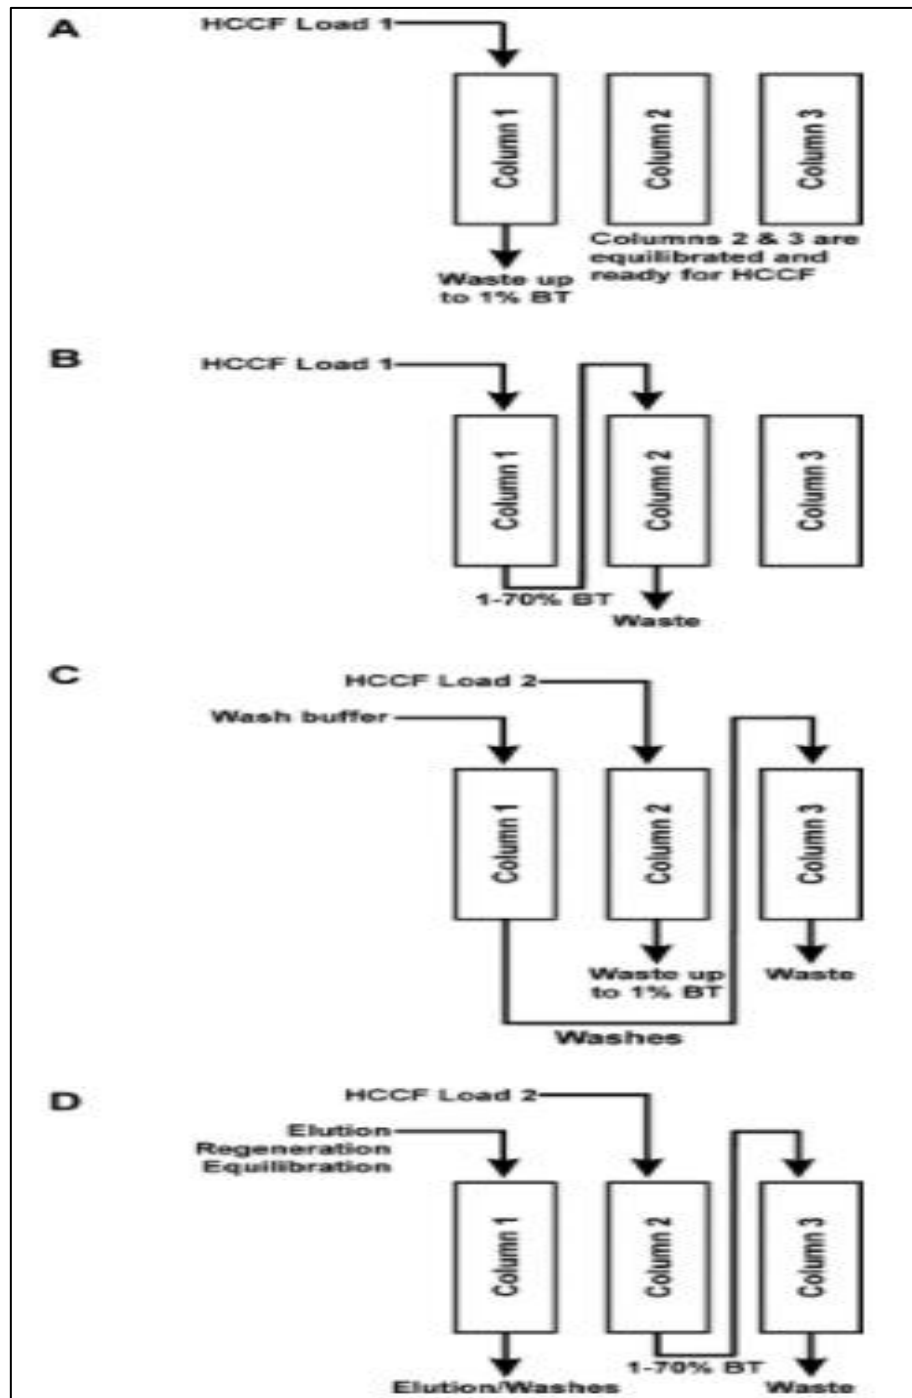 A
HCCF Load 1
Column 1
Column 2
Column 3
Waste up
to 1% BT
Columns 2 & 3 are
equilibrated and
ready for HCCF
B
HCCF Load 1
Column 1
Column 2
Column 3
1-70% BT
Waste
C
HCCF Load 2
Wash buffer
Column 1
Column 2
Column 3
Waste up
to 1% BT
Waste
Washes
D
HCCF Load 2
Elution
Regeneration
Equilibration
Column 1
Column 2
Column 3
1-70% BT
Elution/Washes
Waste